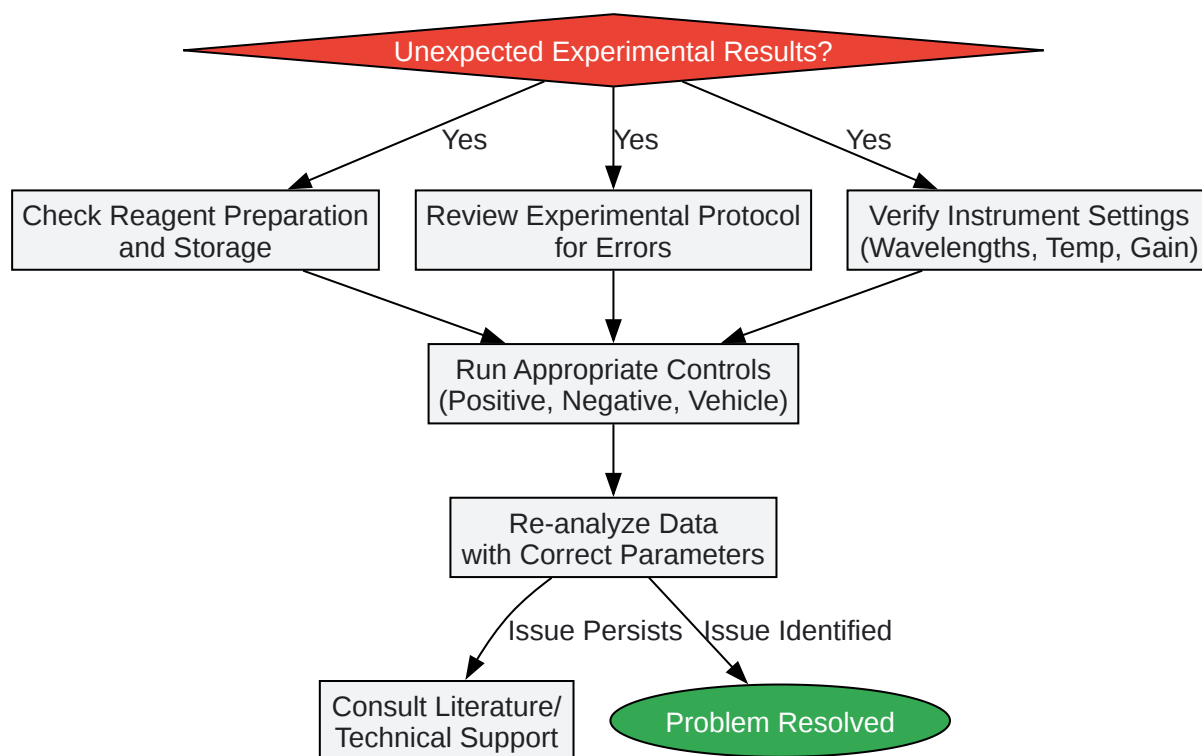 Unexpected Experimental Results?
Yes
Yes
Yes
Check Reagent Preparation
and Storage
Review Experimental Protocol
for Errors
Verify Instrument Settings
(Wavelengths, Temp, Gain)
Run Appropriate Controls
(Positive, Negative, Vehicle)
Re-analyze Data
with Correct Parameters
Issue Persists
Issue Identified
Consult Literature/
Technical Support
Problem Resolved